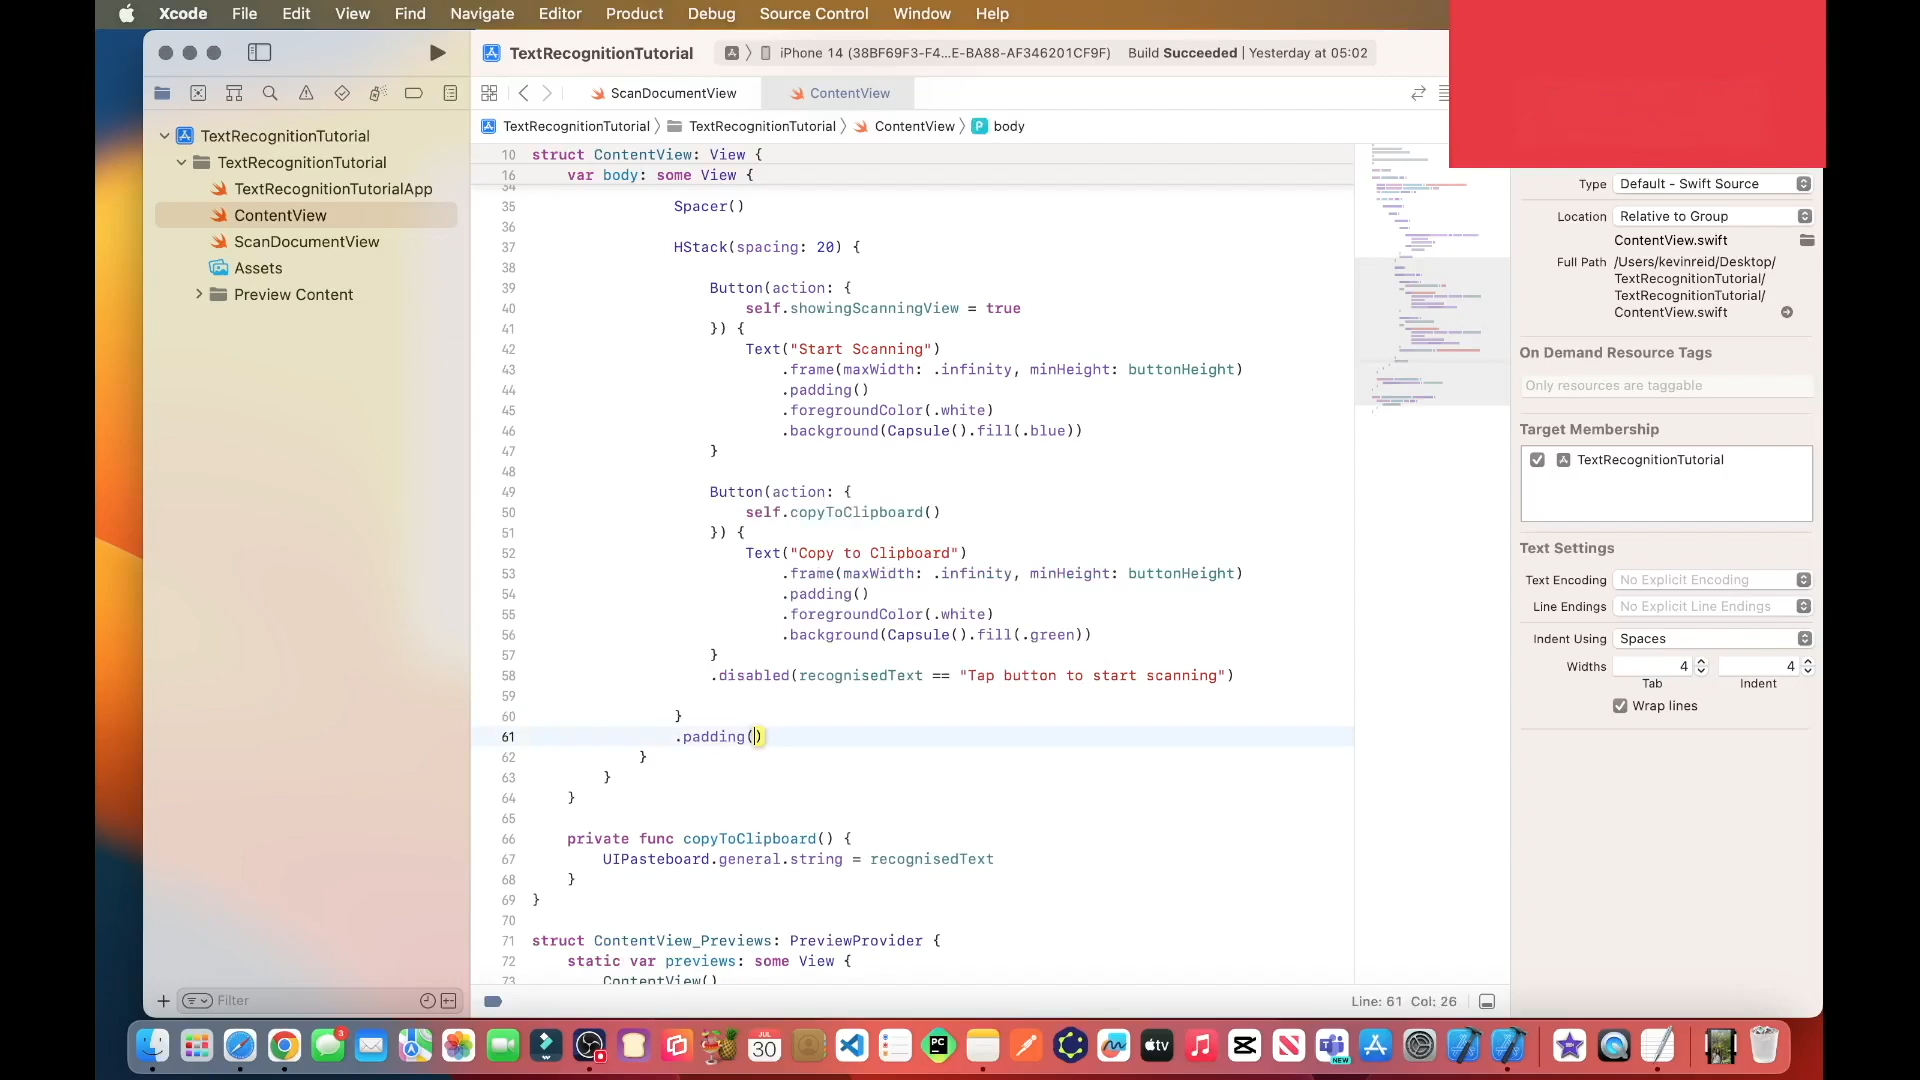 Xcode File Edit View Find Navigate Editor Product Debug Source Control Window Help
TextRecognitionTutorial iPhone 14 (38BF69F3-F4...E-BA88-AF346201CF9F) Build Succeeded | Yesterday at 05:02
ScanDocumentView ContentView
TextRecognitionTutorial TextRecognitionTutorial ContentView P body
TextRecognitionTutorial
TextRecognitionTutorial
TextRecognitionTutorialApp
ContentView
ScanDocumentView
Assets
Preview Content
Filter
10 struct ContentView: View {
16 var body: some View {
34
35 Spacer()
36
37 HStack(spacing: 20) {
38
39 Button(action: {
40 self.showingScanningView = true
41 }) {
42 Text("Start Scanning")
43 .frame(maxWidth: .infinity, minHeight: buttonHeight)
44 .padding()
45 .foregroundColor(.white)
46 .background(Capsule().fill(.blue))
47 }
48
49 Button(action: {
50 self.copyToClipboard()
51 }) {
52 Text("Copy to Clipboard")
53 .frame(maxWidth: .infinity, minHeight: buttonHeight)
54 .padding()
55 .foregroundColor(.white)
56 .background(Capsule().fill(.green))
57 }
58 .disabled(recognisedText == "Tap button to start scanning")
59
60 }
61 .padding()
62 }
63 }
64 }
65
66 private func copyToClipboard() {
67 UIPasteboard.general.string = recognisedText
68 }
69 }
70
71 struct ContentView_Previews: PreviewProvider {
72 static var previews: some View {
73 ContentView()
Line: 61 Col: 26
Type Default - Swift Source
Location Relative to Group
ContentView.swift
Full Path /Users/kevinreid/Desktop/
TextRecognitionTutorial/
TextRecognitionTutorial/
ContentView.swift
On Demand Resource Tags
Only resources are taggable
Target Membership
TextRecognitionTutorial
Text Settings
Text Encoding No Explicit Encoding
Line Endings No Explicit Line Endings
Indent Using Spaces
Widths 4 4
Tab Indent
Wrap lines
3 JUL 30 PC tv NEW